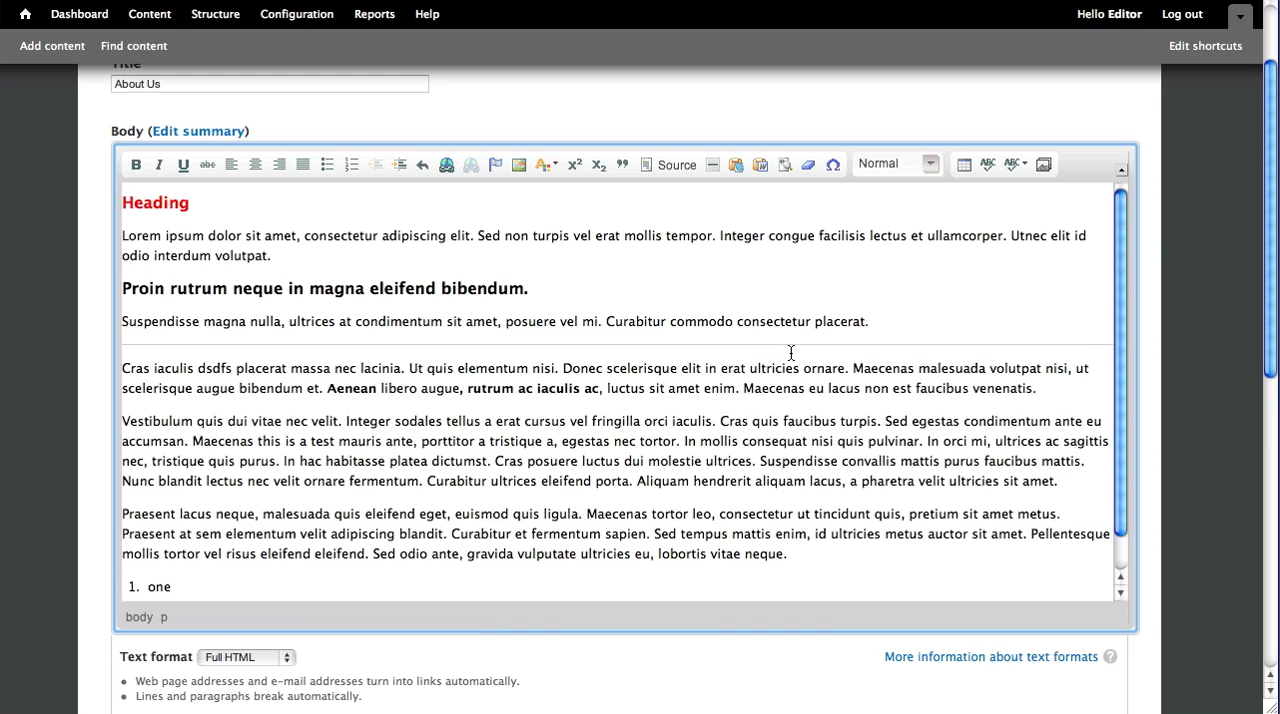 Dashboard Content Structure Configuration Reports Help Hello Editor Log out
Add content Find content Edit shortcuts
Title
About Us
Body (Edit summary)
B I U abc X² X₂ Source Normal ABC ABC
Heading
Lorem ipsum dolor sit amet, consectetur adipiscing elit. Sed non turpis vel erat mollis tempor. Integer congue facilisis lectus et ullamcorper. Utnec elit id
odio interdum volutpat.
Proin rutrum neque in magna eleifend bibendum.
Suspendisse magna nulla, ultrices at condimentum sit amet, posuere vel mi. Curabitur commodo consectetur placerat.
Cras iaculis dsdfs placerat massa nec lacinia. Ut quis elementum nisi. Donec scelerisque elit in erat ultricies ornare. Maecenas malesuada volutpat nisi, ut
scelerisque augue bibendum et. Aenean libero augue, rutrum ac iaculis ac, luctus sit amet enim. Maecenas eu lacus non est faucibus venenatis.
Vestibulum quis dui vitae nec velit. Integer sodales tellus a erat cursus vel fringilla orci iaculis. Cras quis faucibus turpis. Sed egestas condimentum ante eu
accumsan. Maecenas this is a test mauris ante, porttitor a tristique a, egestas nec tortor. In mollis consequat nisi quis pulvinar. In orci mi, ultrices ac sagittis
nec, tristique quis purus. In hac habitasse platea dictumst. Cras posuere luctus dui molestie ultrices. Suspendisse convallis mattis purus faucibus mattis.
Nunc blandit lectus nec velit ornare fermentum. Curabitur ultrices eleifend porta. Aliquam hendrerit aliquam lacus, a pharetra velit ultricies sit amet.
Praesent lacus neque, malesuada quis eleifend eget, euismod quis ligula. Maecenas tortor leo, consectetur ut tincidunt quis, pretium sit amet metus.
Praesent at sem elementum velit adipiscing blandit. Curabitur et fermentum sapien. Sed tempus mattis enim, id ultricies metus auctor sit amet. Pellentesque
mollis tortor vel risus eleifend eleifend. Sed odio ante, gravida vulputate ultricies eu, lobortis vitae neque.
1. one
body p
Text format Full HTML More information about text formats ?
Web page addresses and e-mail addresses turn into links automatically.
Lines and paragraphs break automatically.